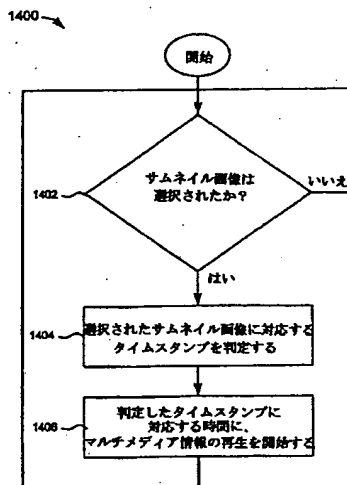 1400
開始
サムネイル画像は
選択されたか?
1402
いいえ
はい
選択されたサムネイル画像に対応する
タイムスタンプを判定する
1404
判定したタイムスタンプに
対応する時間に、
マルチメディア情報の再生を開始する
1406